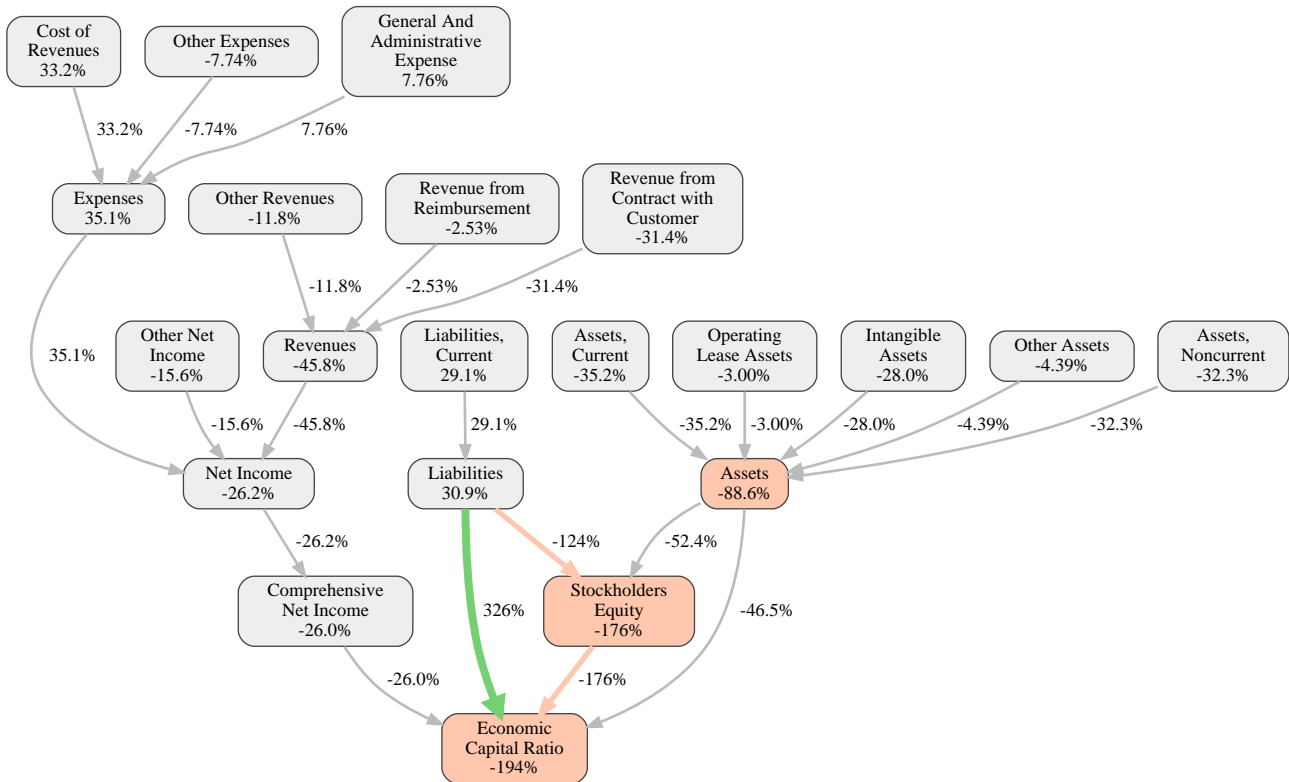 Cost of
Revenues
33.2%
Other Expenses
-7.74%
General And
Administrative
Expense
7.76%
33.2%
-7.74%
7.76%
Expenses
35.1%
Other Revenues
-11.8%
Revenue from
Reimbursement
-2.53%
Revenue from
Contract with
Customer
-31.4%
-11.8%
-2.53%
-31.4%
35.1%
Other Net
Income
-15.6%
Revenues
-45.8%
Liabilities,
Current
29.1%
Assets,
Current
-35.2%
Operating
Lease Assets
-3.00%
Intangible
Assets
-28.0%
Other Assets
-4.39%
Assets,
Noncurrent
-32.3%
-15.6%
-45.8%
29.1%
-35.2%
-3.00%
-28.0%
-4.39%
-32.3%
Net Income
-26.2%
Liabilities
30.9%
Assets
-88.6%
-26.2%
-124%
-52.4%
Comprehensive
Net Income
-26.0%
326%
Stockholders
Equity
-176%
-46.5%
-26.0%
-176%
Economic
Capital Ratio
-194%